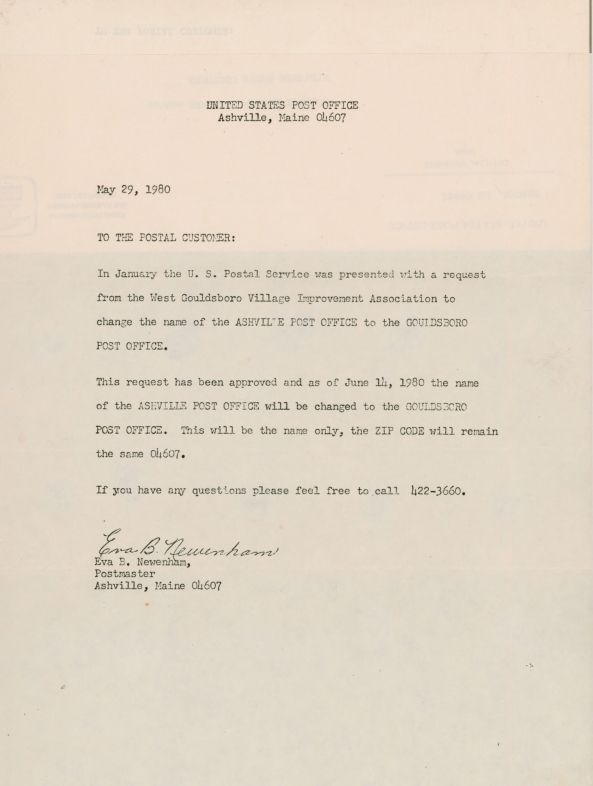 UNITED STATES POST OFFICE
Ashville, Maine 04607
May 29, 1980
TO THE POSTAL CUSTOMER:
In January the U. S. Postal Service was presented with a request
from the West Gouldsboro Village Improvement Association to
change the name of the ASHVILLE POST OFFICE to the GOULDSBORO
POST OFFICE.
This request has been approved and as of June 14, 1980 the name
of the ASHVILLE POST OFFICE will be changed to the GOULDSBORO
POST OFFICE. This will be the name only, the ZIP CODE will remain
the same 04607.
If you have any questions please feel free to call 422-3660.
Eva B. Newenham
Eva B. Newenham,
Postmaster
Ashville, Maine 04607